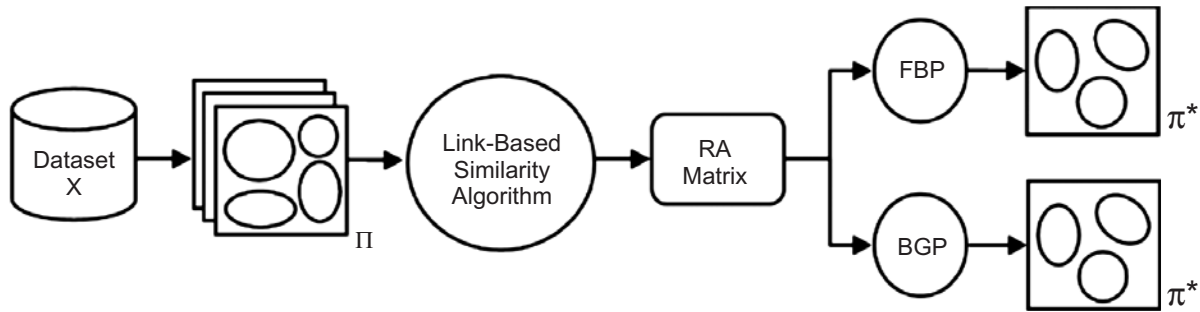 Dataset
X
Π
Link-Based
Similarity
Algorithm
RA
Matrix
FBP
π*
BGP
π*